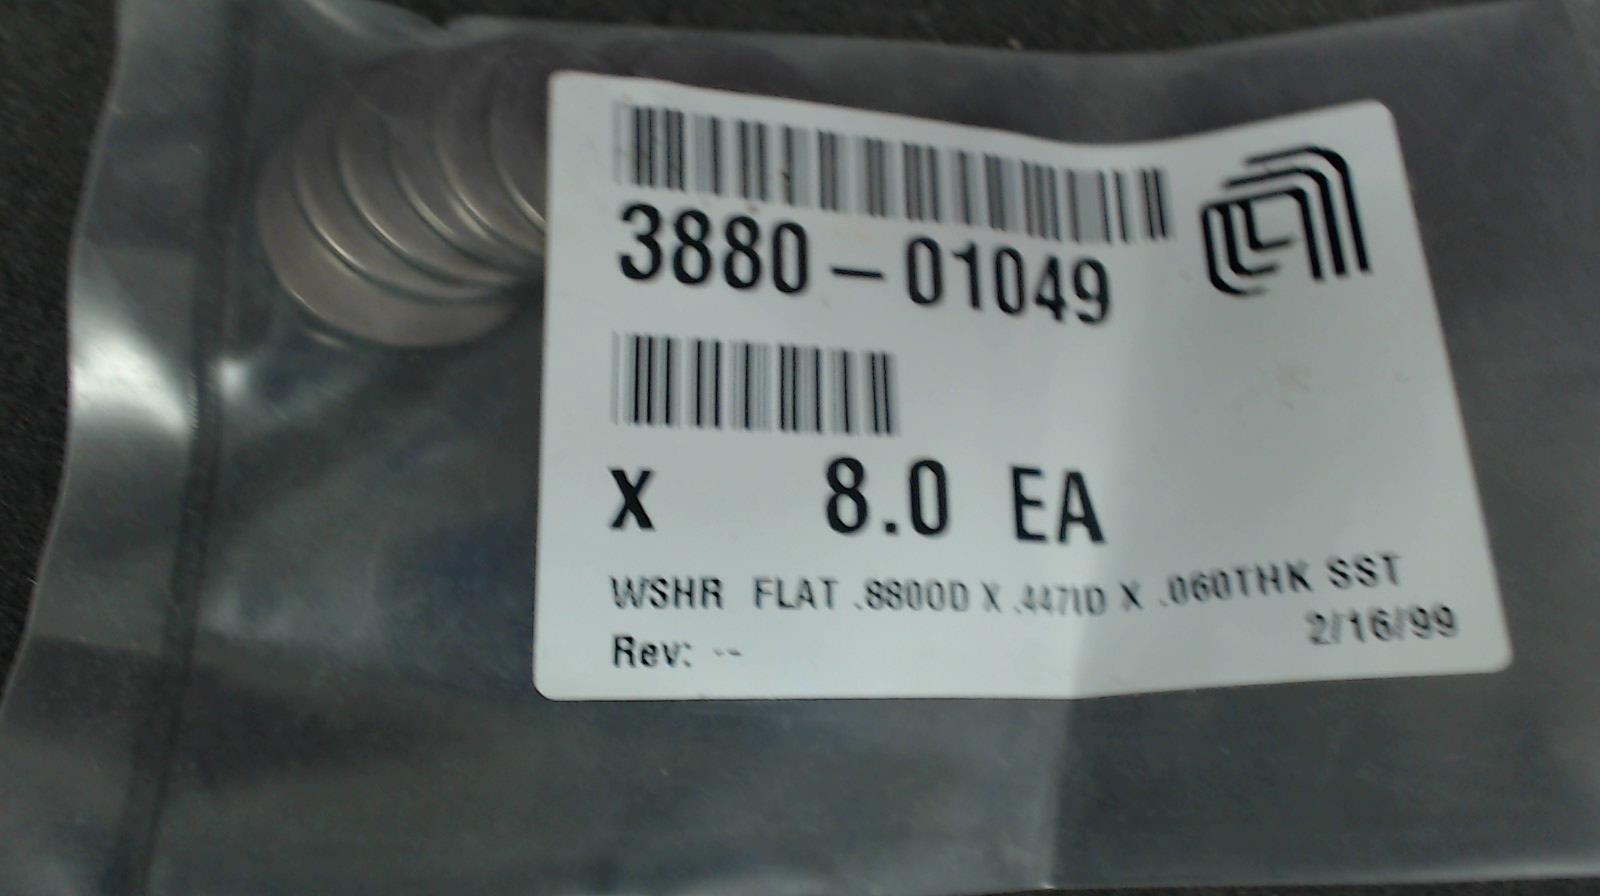 3880-01049
X 8.0 EA
WSHR FLAT .880OD X .447ID X .060THK SST
2/16/99
Rev: --